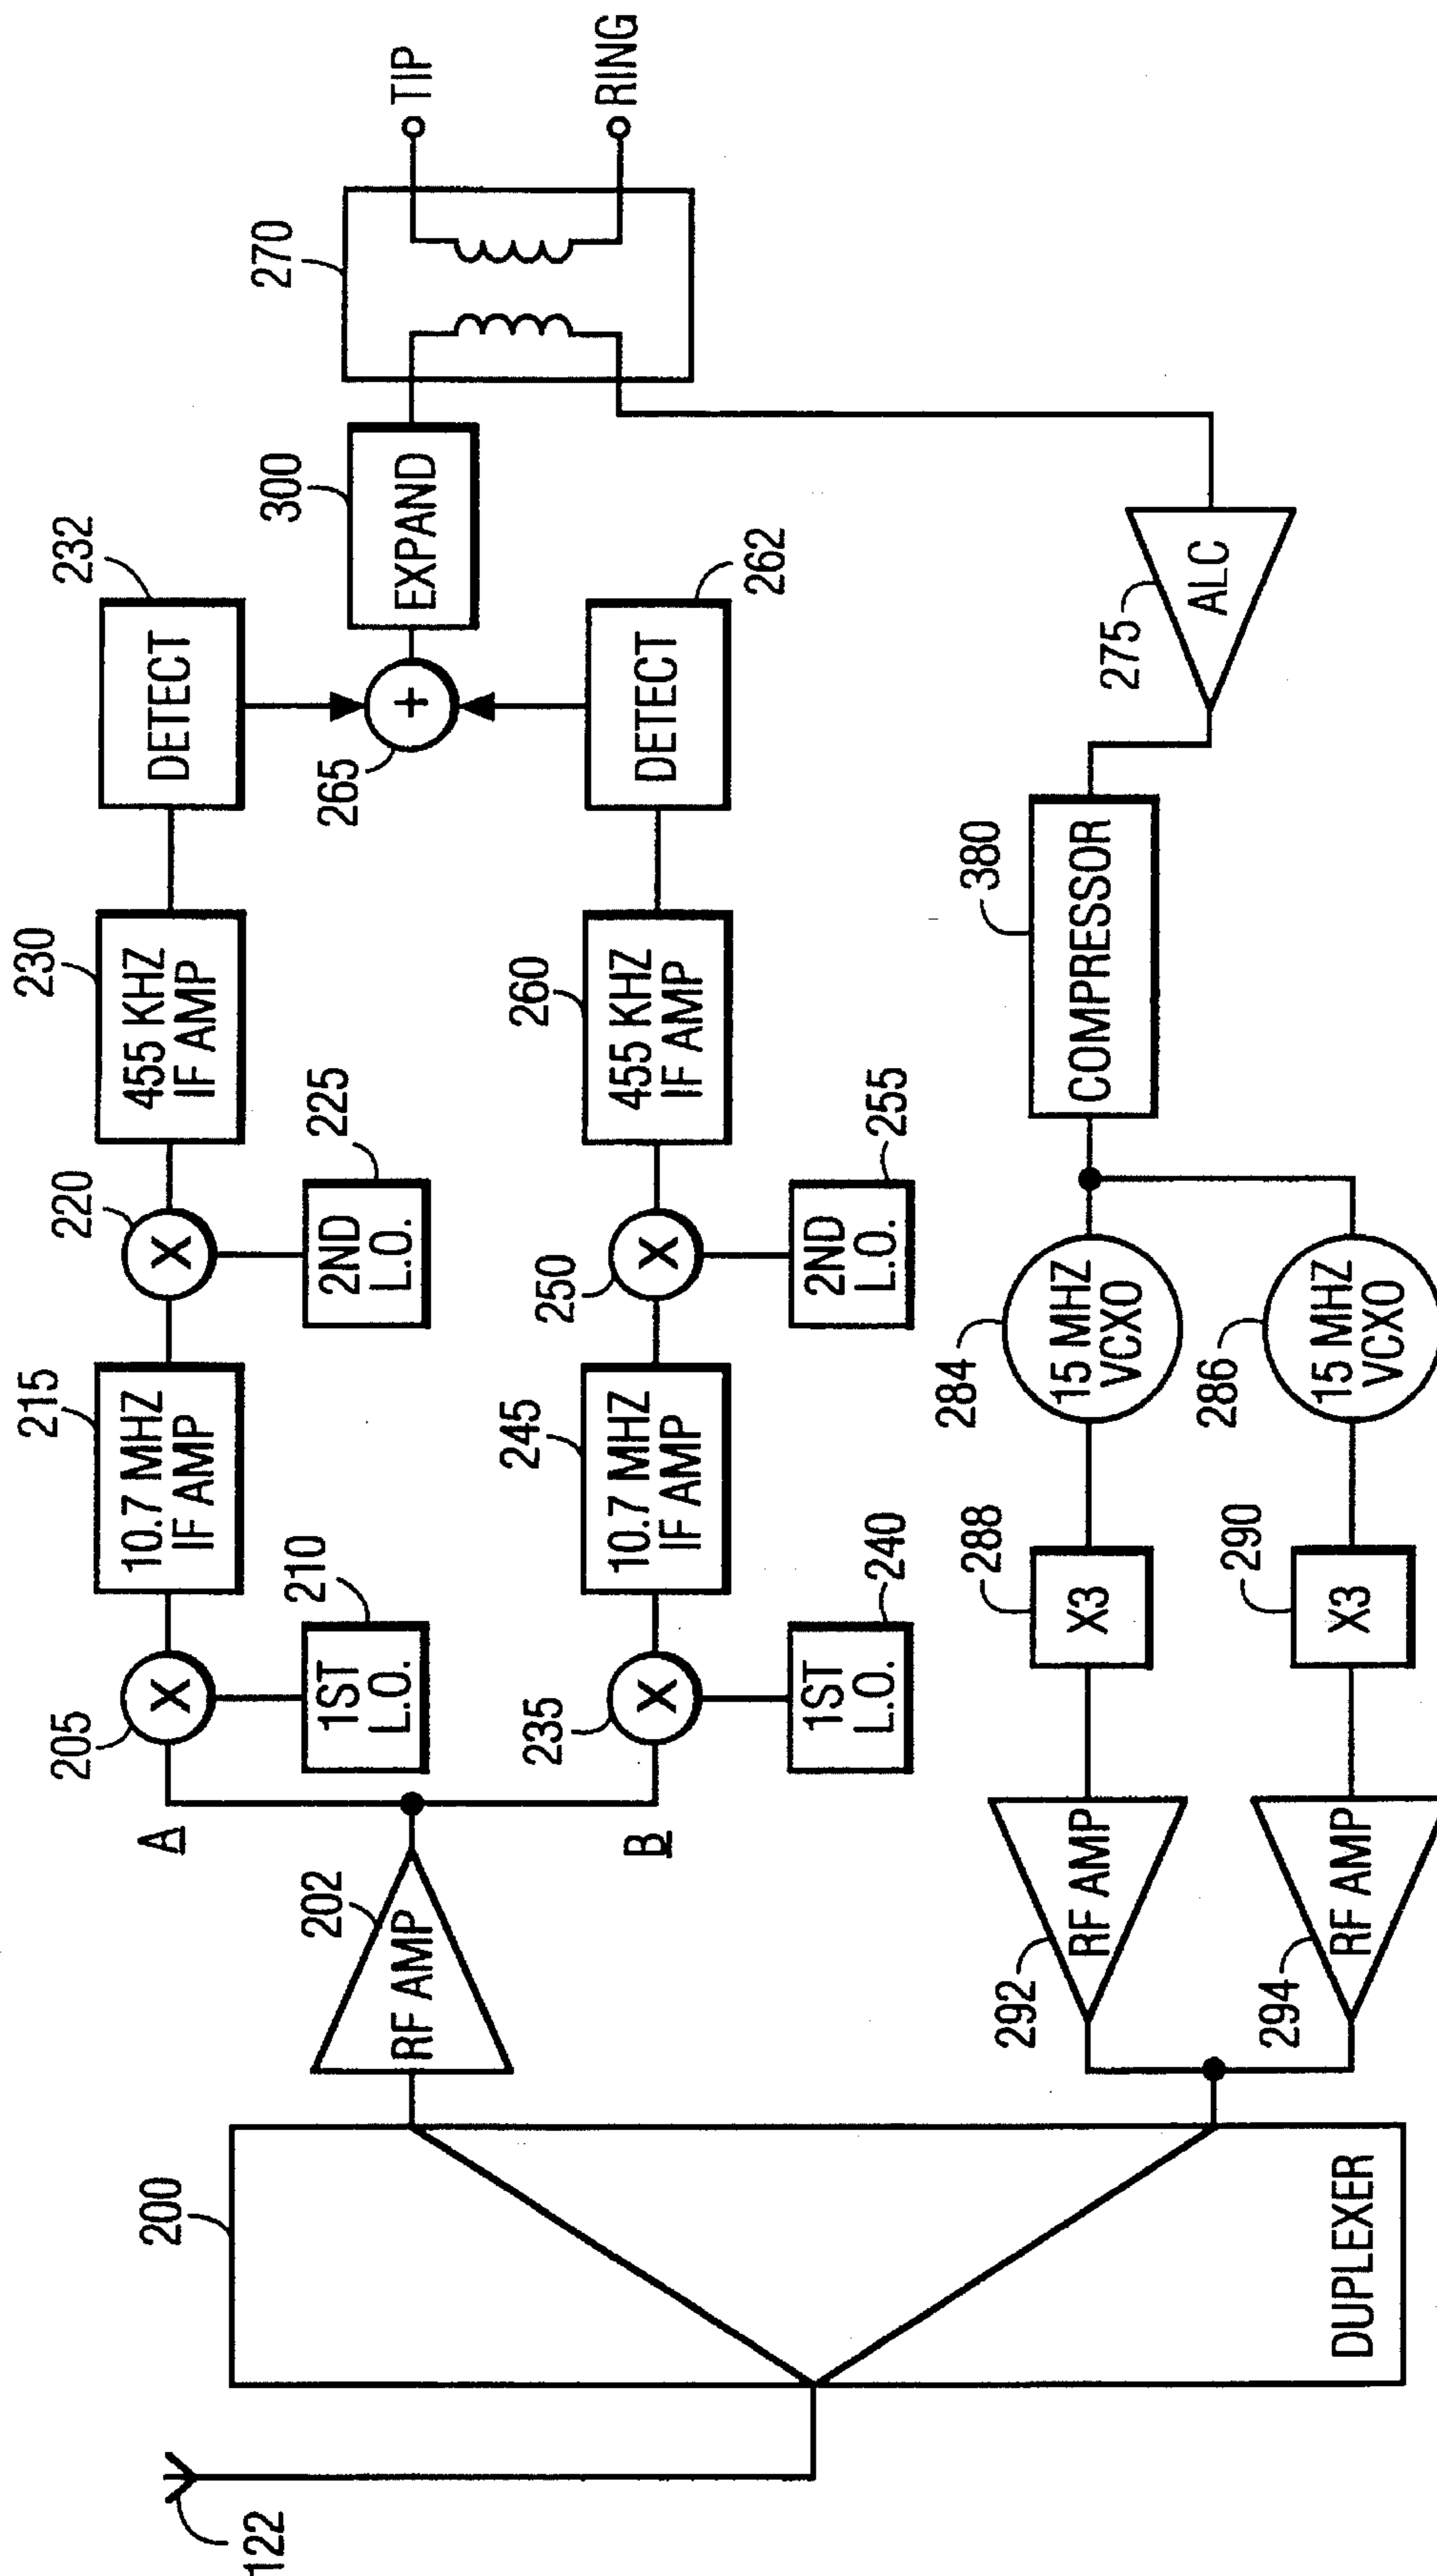 122
200
DUPLEXER
202
RF AMP
A
B
205
X
210
1ST
L.O.
215
10.7 MHZ
IF AMP
220
X
225
2ND
L.O.
230
455 KHZ
IF AMP
232
DETECT
235
X
240
1ST
L.O.
245
10.7 MHZ
IF AMP
250
X
255
2ND
L.O.
260
455 KHZ
IF AMP
262
DETECT
265
+
300
EXPAND
270
TIP
RING
275
ALC
380
COMPRESSOR
284
15 MHZ
VCXO
286
15 MHZ
VCXO
288
X3
290
X3
292
RF AMP
294
RF AMP